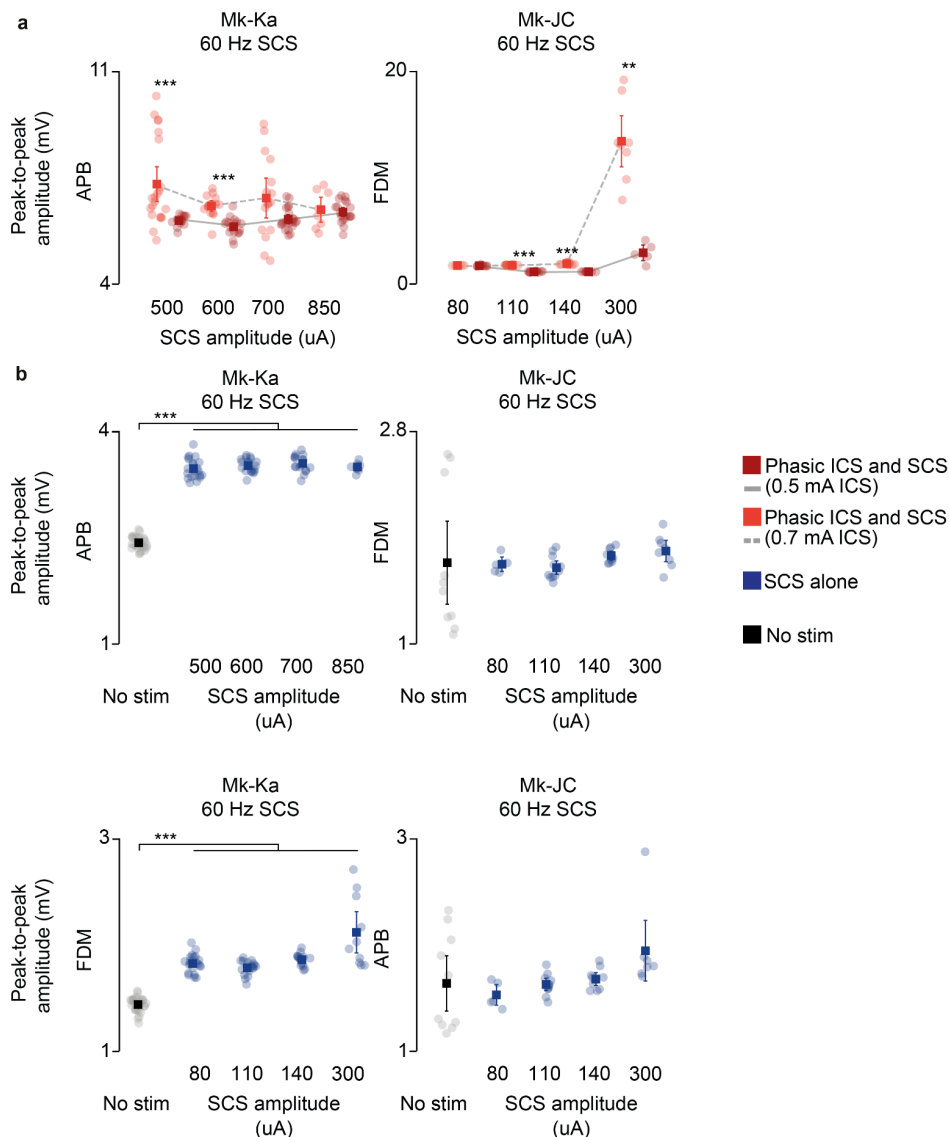 a
Mk-Ka
60 Hz SCS
Peak-to-peak
amplitude (mV)
APB
11
4
***
***
500 600 700 850
SCS amplitude (uA)
Mk-JC
60 Hz SCS
FDM
20
0
***
***
**
80 110 140 300
SCS amplitude (uA)
b
Mk-Ka
60 Hz SCS
Peak-to-peak
amplitude (mV)
APB
4
1
***
500 600 700 850
No stim
SCS amplitude
(uA)
Mk-JC
60 Hz SCS
FDM
2.8
1
80 110 140 300
No stim
SCS amplitude
(uA)
Phasic ICS and SCS
(0.5 mA ICS)
Phasic ICS and SCS
(0.7 mA ICS)
SCS alone
No stim
Mk-Ka
60 Hz SCS
Peak-to-peak
amplitude (mV)
FDM
3
1
***
80 110 140 300
No stim
SCS amplitude
(uA)
Mk-JC
60 Hz SCS
APB
3
1
80 110 140 300
No stim
SCS amplitude
(uA)